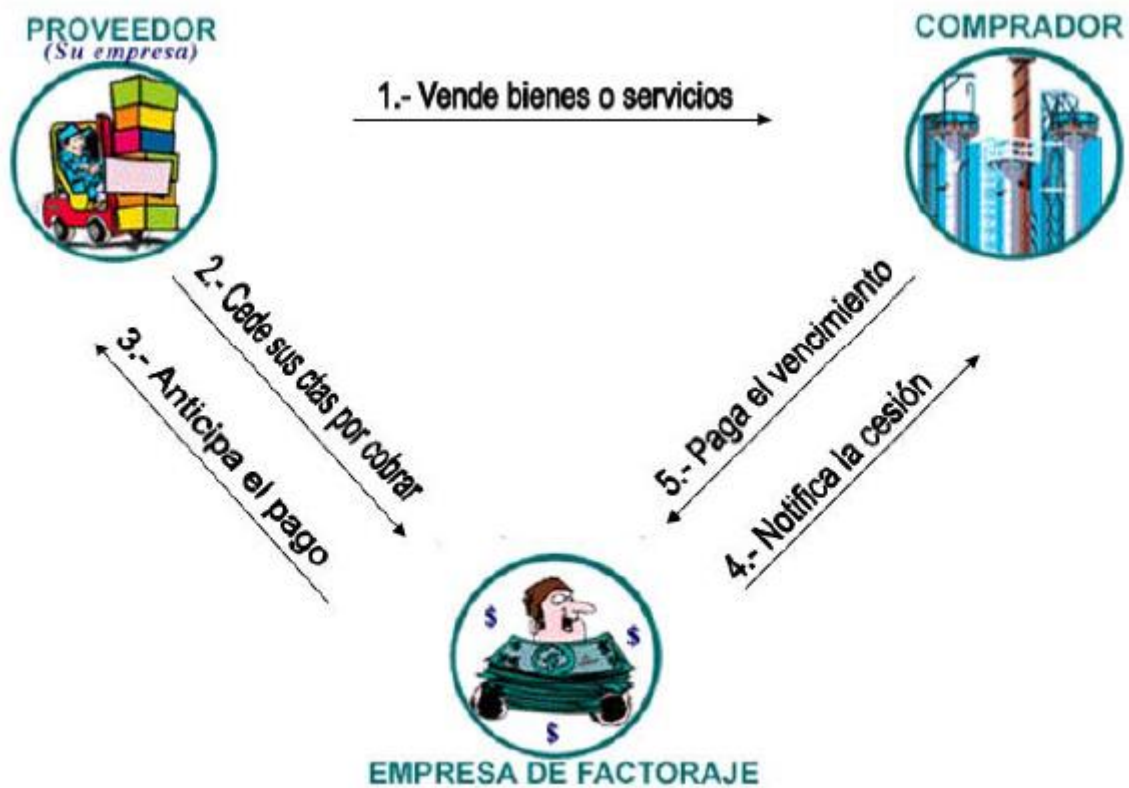 PROVEEDOR
(Su empresa)
COMPRADOR
1.- Vende bienes o servicios
2.- Cede sus ctas por cobrar
3.- Anticipa el pago
5.- Paga el vencimiento
4.- Notifica la cesión
$
$
$
EMPRESA DE FACTORAJE